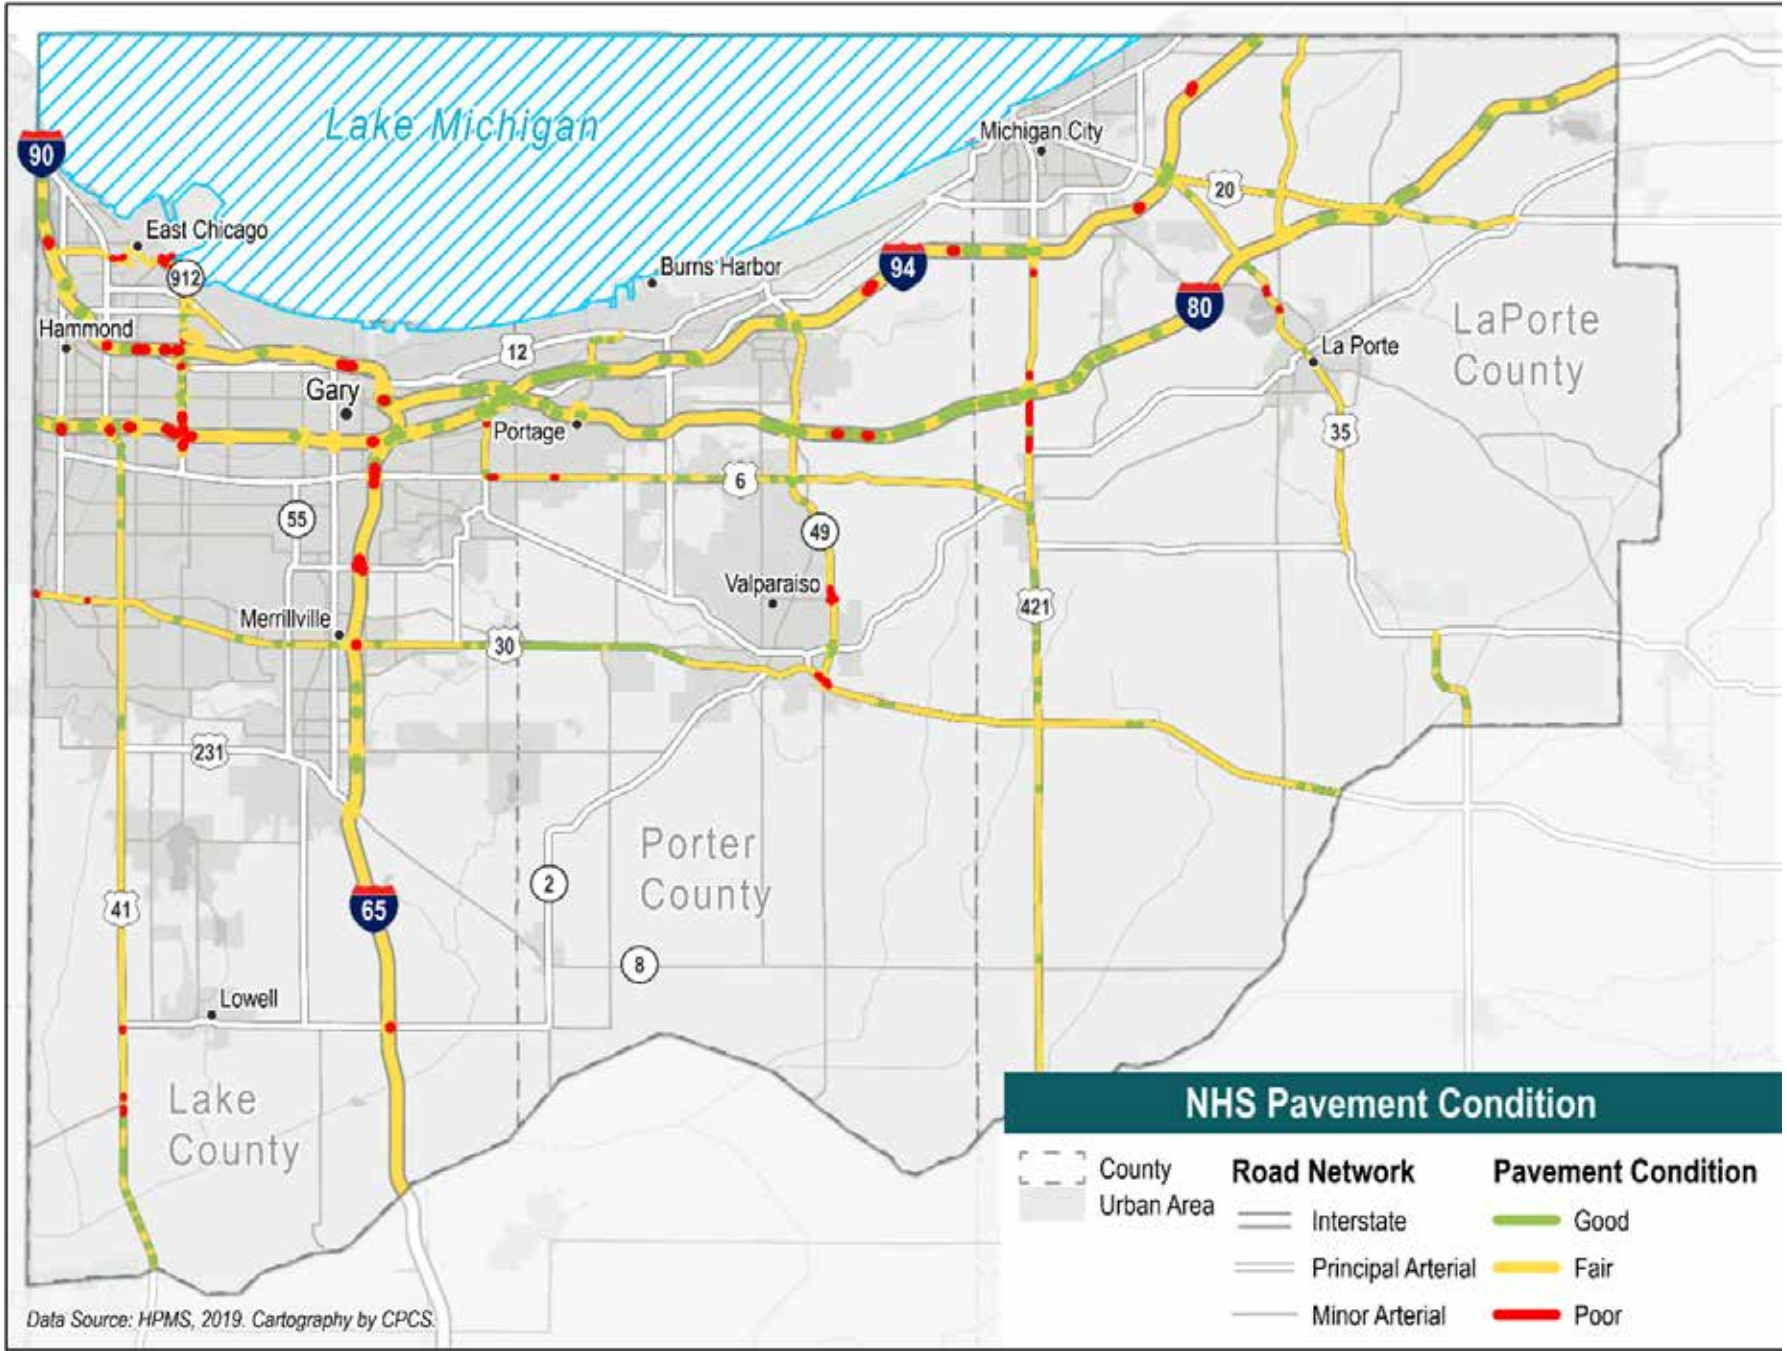 Lake Michigan
Michigan City
90
20
East Chicago
912
Burns Harbor
94
80
LaPorte
County
Hammond
12
La Porte
Gary
Portage
35
6
55
49
Valparaiso
421
Merrillville
30
231
Porter
County
2
41
65
8
Lowell
Lake
County
NHS Pavement Condition
County
Urban Area
Road Network
Interstate
Principal Arterial
Minor Arterial
Pavement Condition
Good
Fair
Poor
Data Source: HPMS, 2019. Cartography by CPCS.